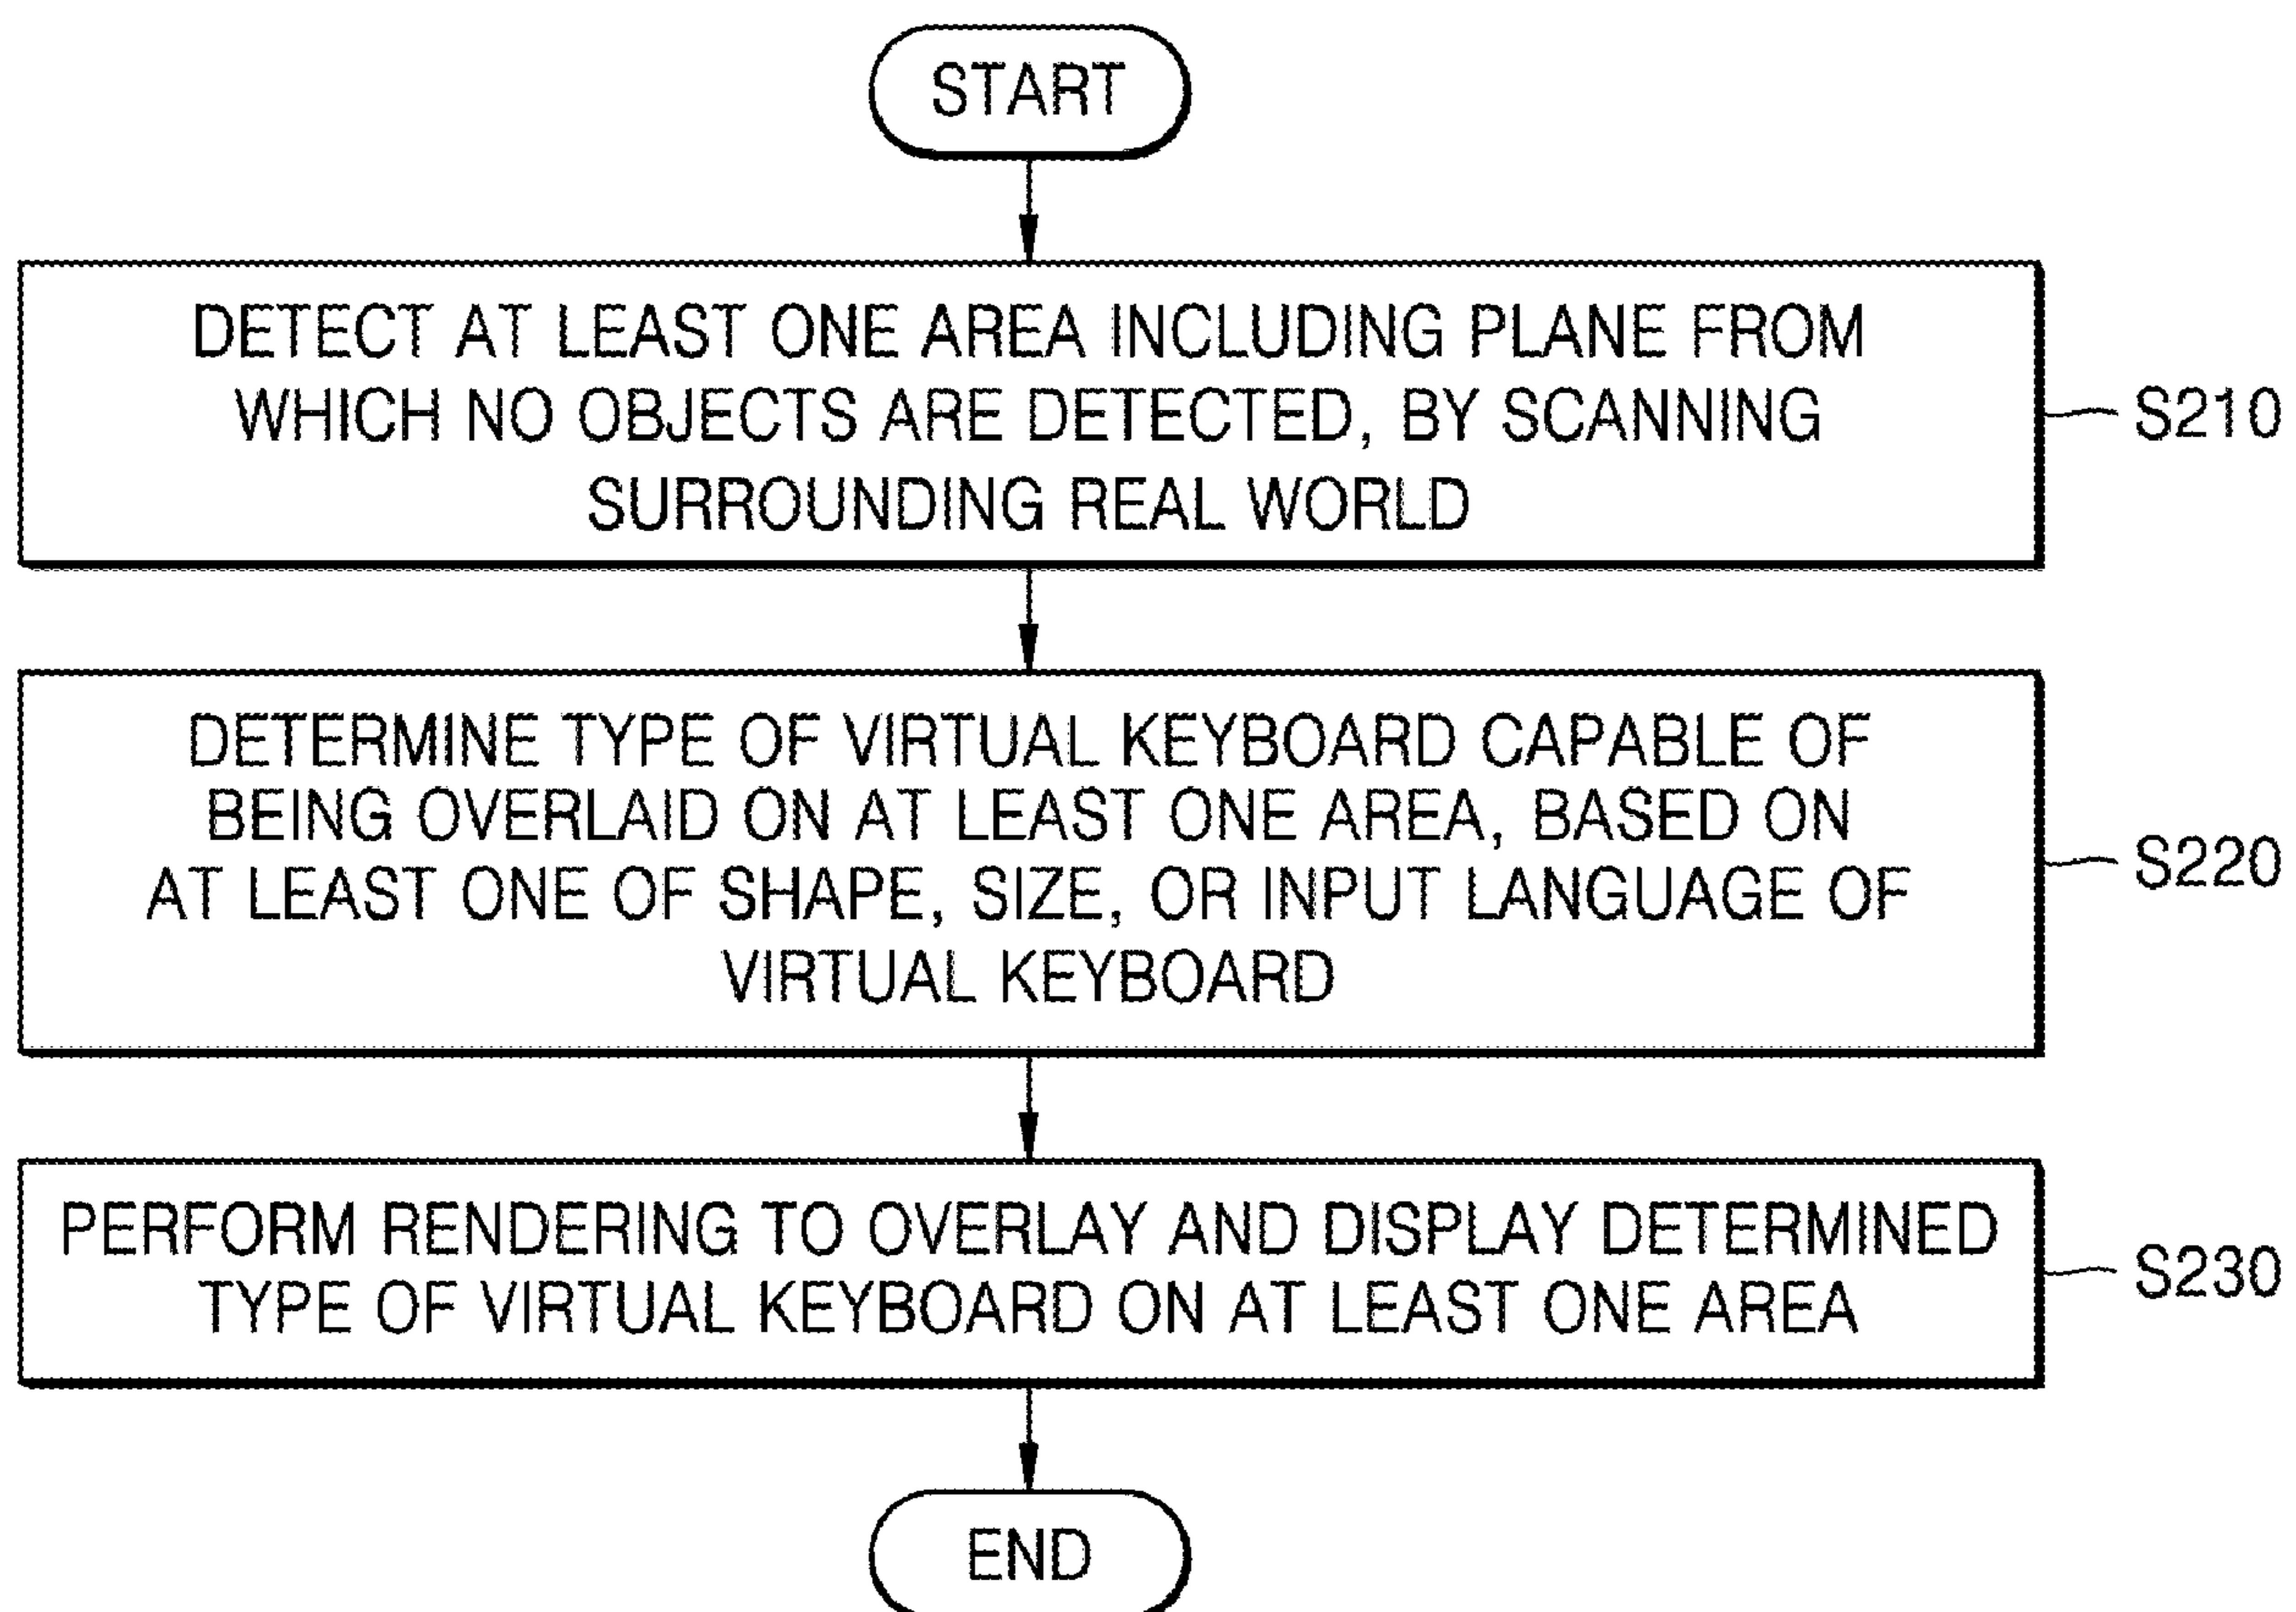 START
DETECT AT LEAST ONE AREA INCLUDING PLANE FROM
WHICH NO OBJECTS ARE DETECTED, BY SCANNING
SURROUNDING REAL WORLD
S210
DETERMINE TYPE OF VIRTUAL KEYBOARD CAPABLE OF
BEING OVERLAID ON AT LEAST ONE AREA, BASED ON
AT LEAST ONE OF SHAPE, SIZE, OR INPUT LANGUAGE OF
VIRTUAL KEYBOARD
S220
PERFORM RENDERING TO OVERLAY AND DISPLAY DETERMINED
TYPE OF VIRTUAL KEYBOARD ON AT LEAST ONE AREA
S230
END